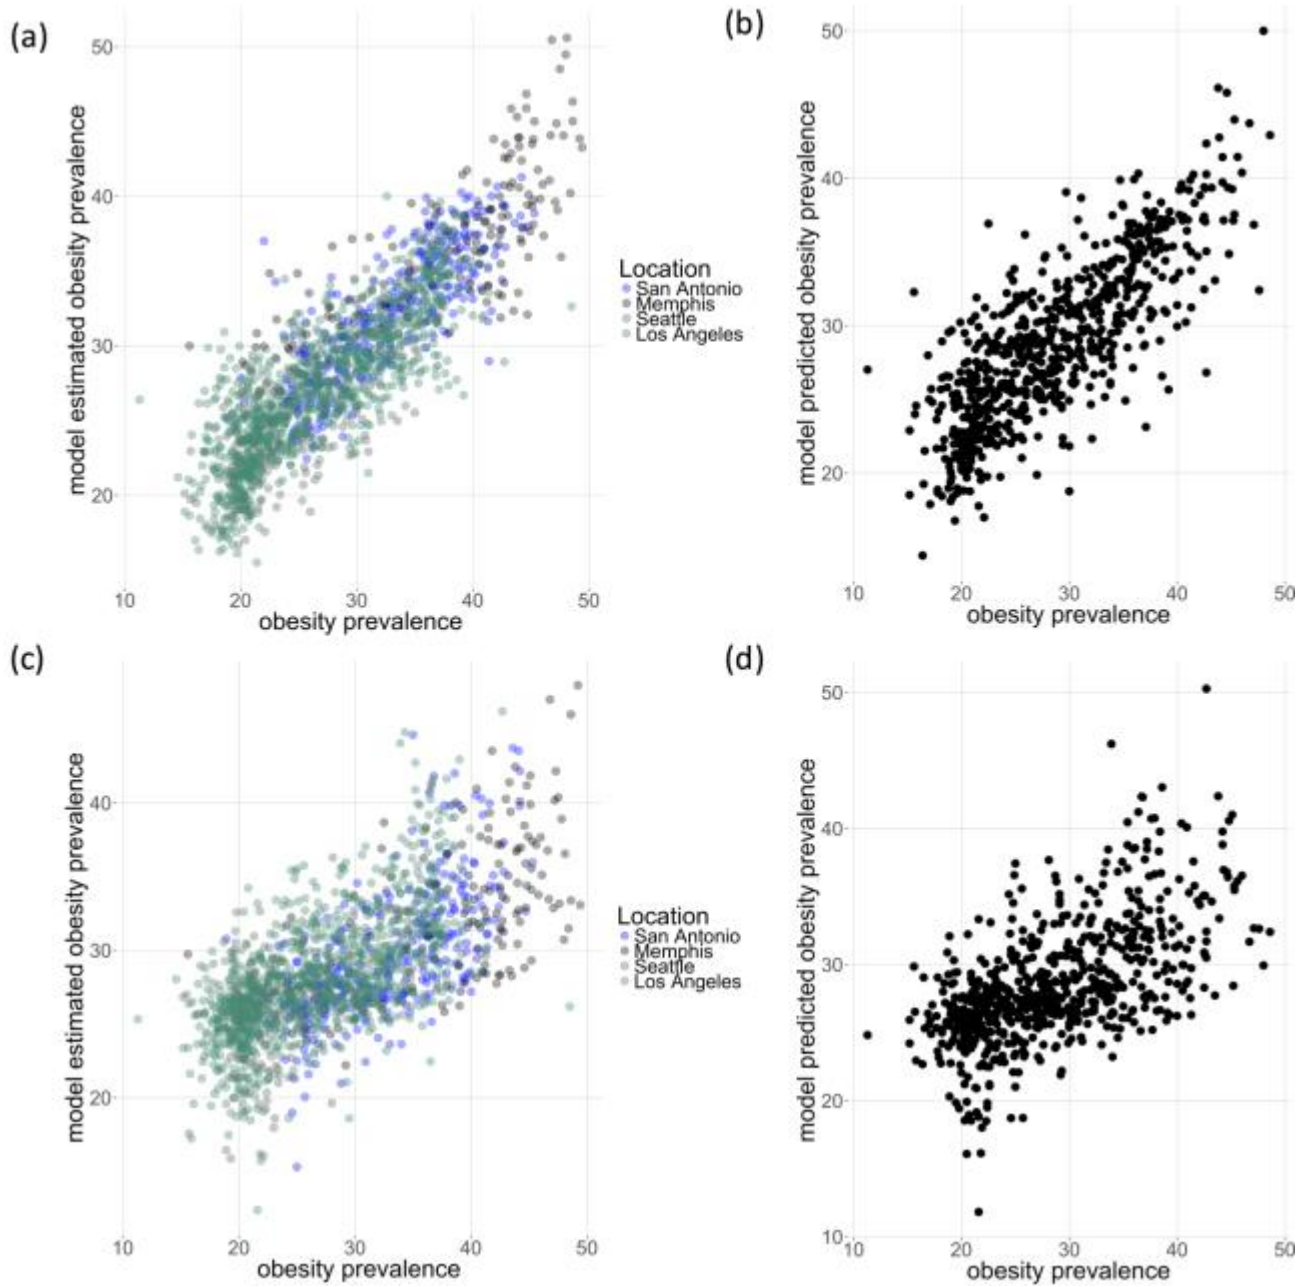 (a)
model estimated obesity prevalence
50
40
30
20
10 20 30 40 50
obesity prevalence
Location
San Antonio
Memphis
Seattle
Los Angeles
(b)
model predicted obesity prevalence
50
40
30
20
10 20 30 40 50
obesity prevalence
(c)
model estimated obesity prevalence
40
30
20
10 20 30 40 50
obesity prevalence
Location
San Antonio
Memphis
Seattle
Los Angeles
(d)
model predicted obesity prevalence
50
40
30
20
10
10 20 30 40 50
obesity prevalence